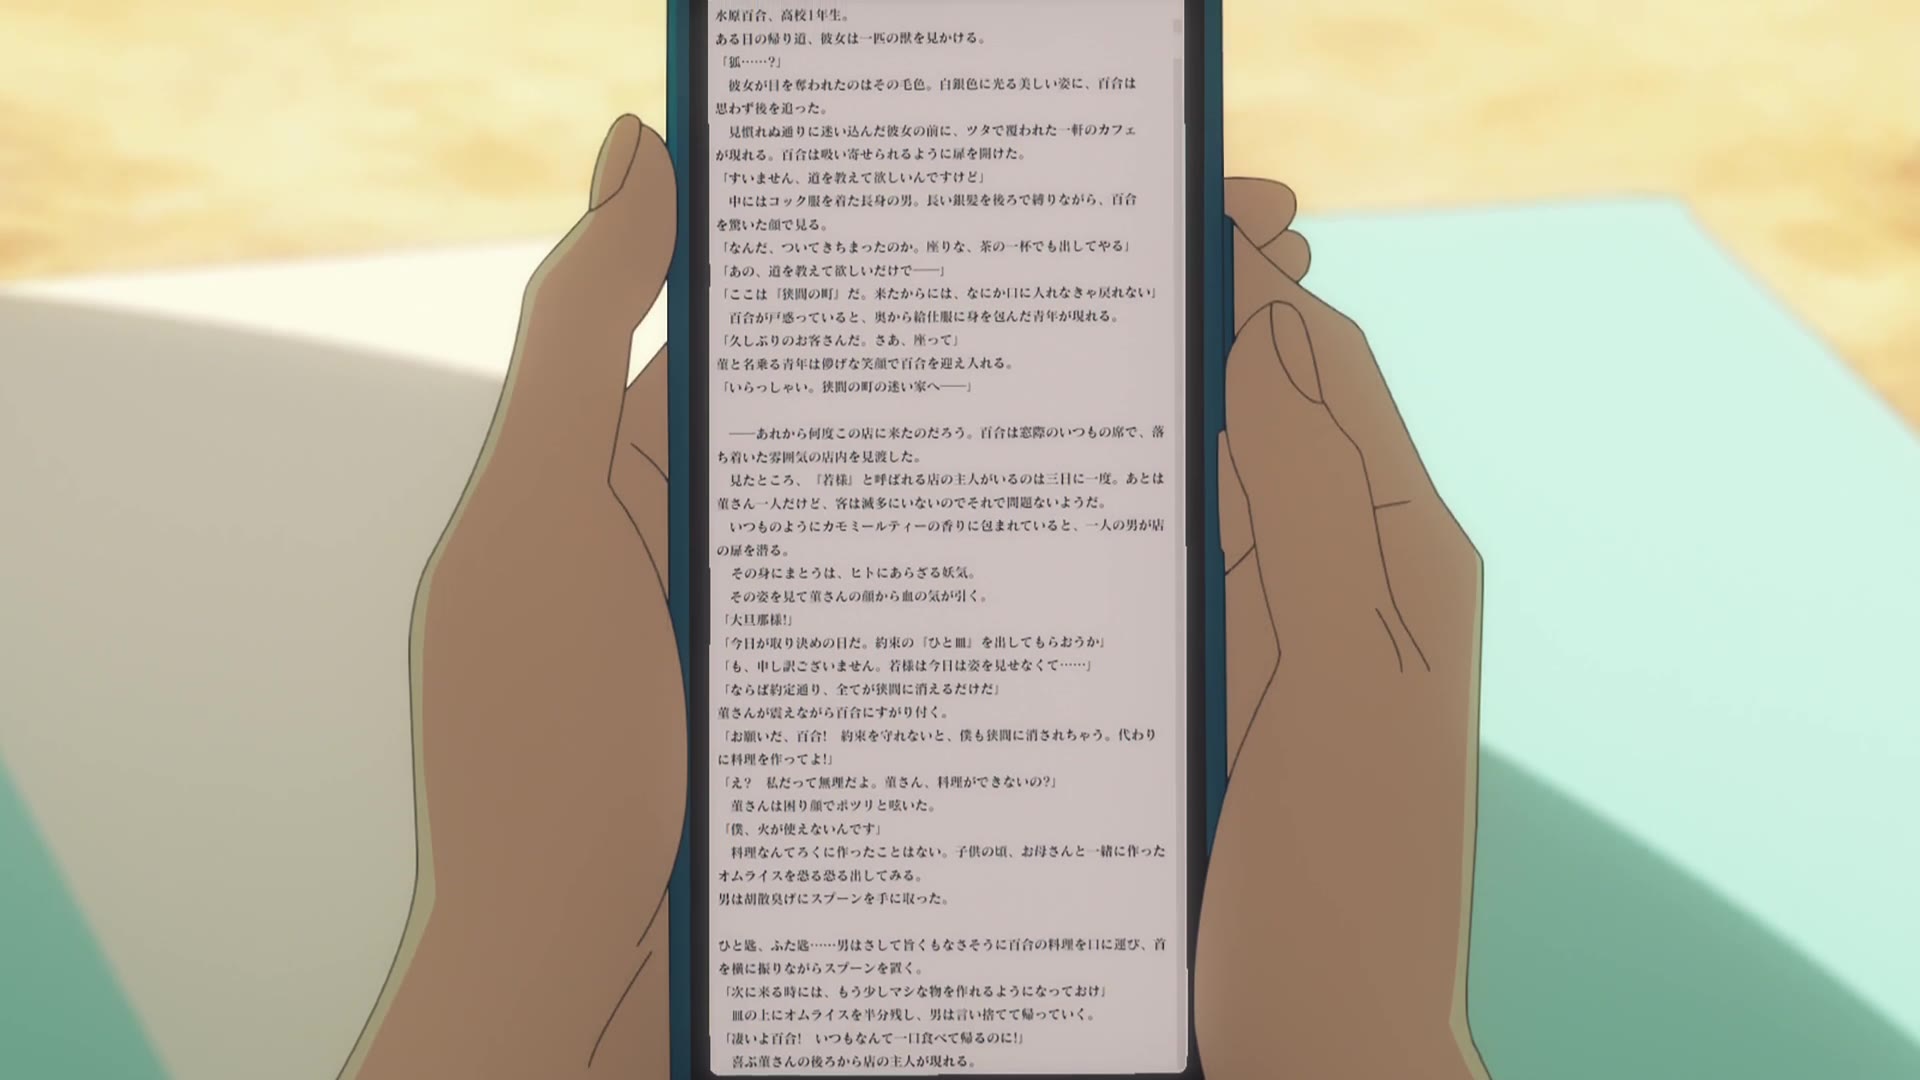 水原百合、高校1年生。
ある日の帰り道、彼女は一匹の獣を見かける。
「狐……?」
彼女が目を奪われたのはその毛色。白銀色に光る美しい姿に、百合は
思わず後を追った。
見慣れぬ通りに迷い込んだ彼女の前に、ツタで覆われた一軒のカフェ
が現れる。百合は吸い寄せられるように扉を開けた。
「すいません、道を教えて欲しいんですけど」
中にはコック服を着た長身の男。長い銀髪を後ろで縛りながら、百合
を驚いた顔で見る。
「なんだ、ついてきちまったのか。座りな、茶の一杯でも出してやる」
「あの、道を教えて欲しいだけで――」
「ここは『狭間の町』だ。来たからには、なにか口に入れなきゃ戻れない」
百合が戸惑っていると、奥から給仕服に身を包んだ青年が現れる。
「久しぶりのお客さんだ。さあ、座って」
菫と名乗る青年は儚げな笑顔で百合を迎え入れる。
「いらっしゃい。狭間の町の迷い家へ――」
――あれから何度この店に来たのだろう。百合は窓際のいつもの席で、落
ち着いた雰囲気の店内を見渡した。
見たところ、『若様』と呼ばれる店の主人がいるのは三日に一度。あとは
菫さん一人だけど、客は滅多にいないのでそれで問題ないようだ。
いつものようにカモミールティーの香りに包まれていると、一人の男が店
の扉を潜る。
その身にまとうは、ヒトにあらざる妖気。
その姿を見て菫さんの顔から血の気が引く。
「大旦那様!」
「今日が取り決めの日だ。約束の『ひと皿』を出してもらおうか」
「も、申し訳ございません。若様は今日は姿を見せなくて……」
「ならば約定通り、全てが狭間に消えるだけだ」
菫さんが震えながら百合にすがり付く。
「お願いだ、百合! 約束を守れないと、僕も狭間に消されちゃう。代わり
に料理を作ってよ!」
「え? 私だって無理だよ。菫さん、料理ができないの?」
菫さんは困り顔でポツリと呟いた。
「僕、火が使えないんです」
料理なんてろくに作ったことはない。子供の頃、お母さんと一緒に作った
オムライスを恐る恐る出してみる。
男は胡散臭げにスプーンを手に取った。
ひと匙、ふた匙……男はさして旨くもなさそうに百合の料理を口に運び、首
を横に振りながらスプーンを置く。
「次に来る時には、もう少しマシな物を作れるようになっておけ」
皿の上にオムライスを半分残し、男は言い捨てて帰っていく。
「凄いよ百合! いつもなんて一口食べて帰るのに!」
喜ぶ菫さんの後ろから店の主人が現れる。